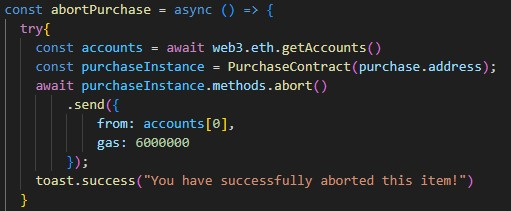 const abortPurchase = async () => {
try{
const accounts = await web3.eth.getAccounts()
const purchaseInstance = PurchaseContract(purchase.address);
await purchaseInstance.methods.abort()
.send({
from: accounts[0],
gas: 6000000
});
toast.success("You have successfully aborted this item!")
}